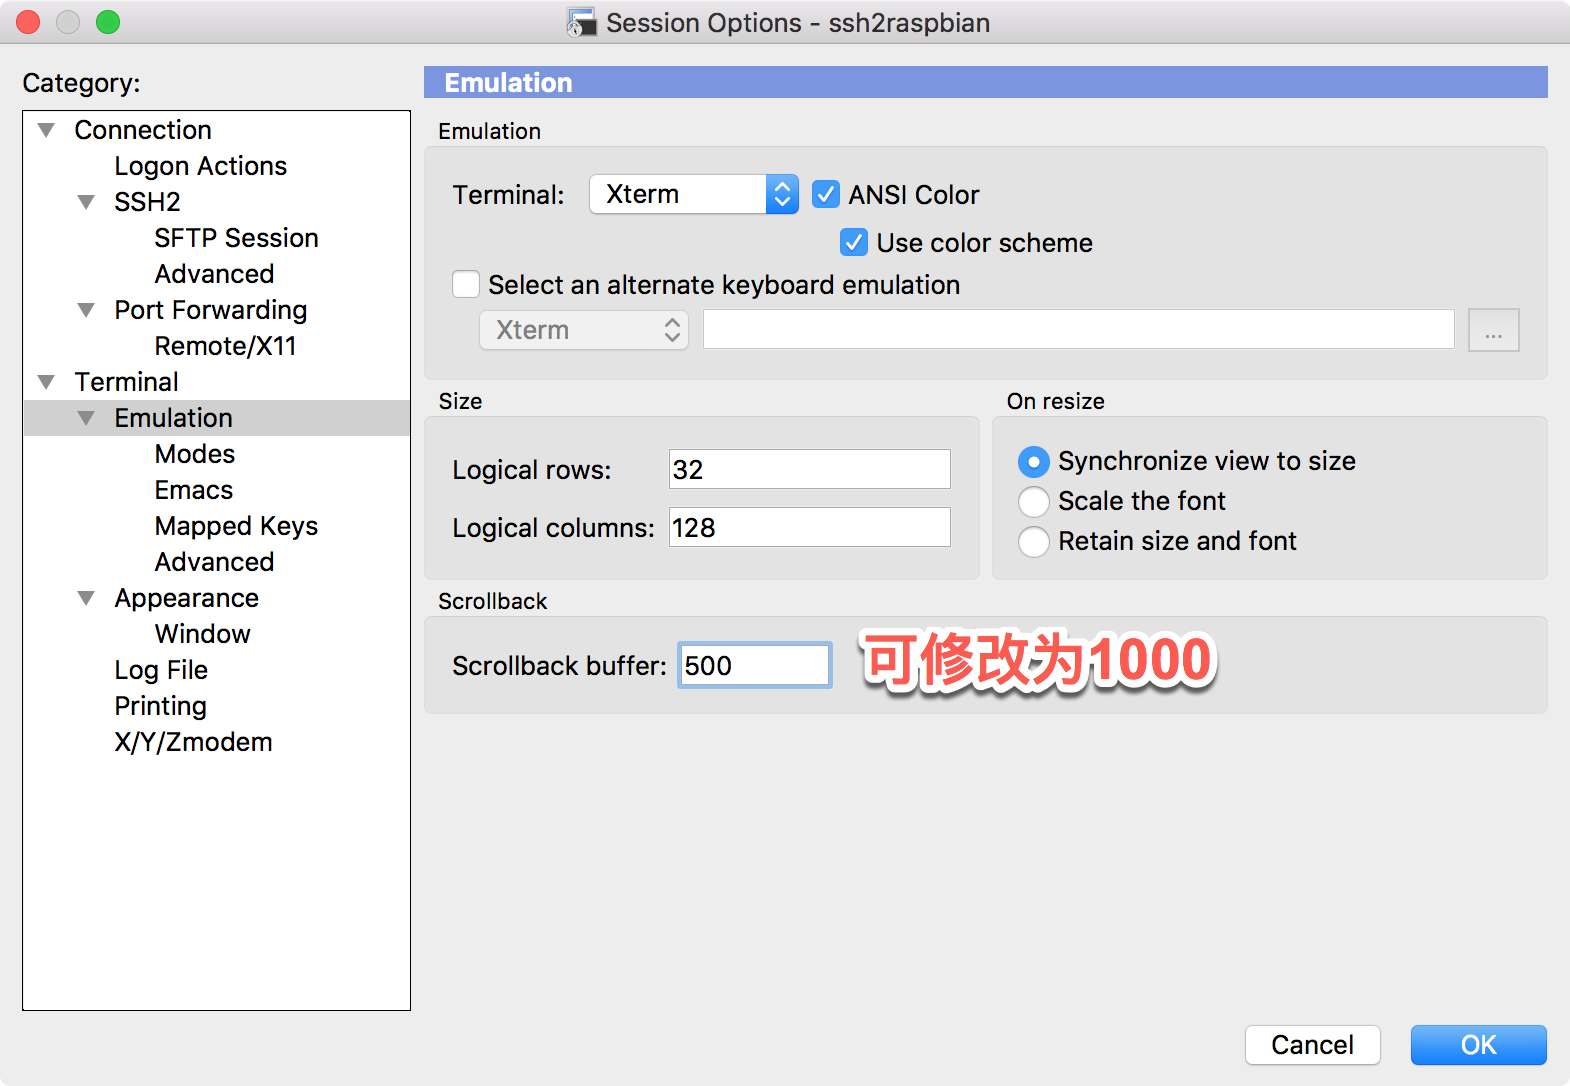 Session Options - ssh2raspbian
Category:
Connection
Logon Actions
SSH2
SFTP Session
Advanced
Port Forwarding
Remote/X11
Terminal
Emulation
Modes
Emacs
Mapped Keys
Advanced
Appearance
Window
Log File
Printing
X/Y/Zmodem
Emulation
Emulation
Terminal: Xterm ANSI Color
Use color scheme
Select an alternate keyboard emulation
Xterm ...
Size
Logical rows: 32
Logical columns: 128
On resize
Synchronize view to size
Scale the font
Retain size and font
Scrollback
Scrollback buffer: 500 可修改为1000
Cancel OK